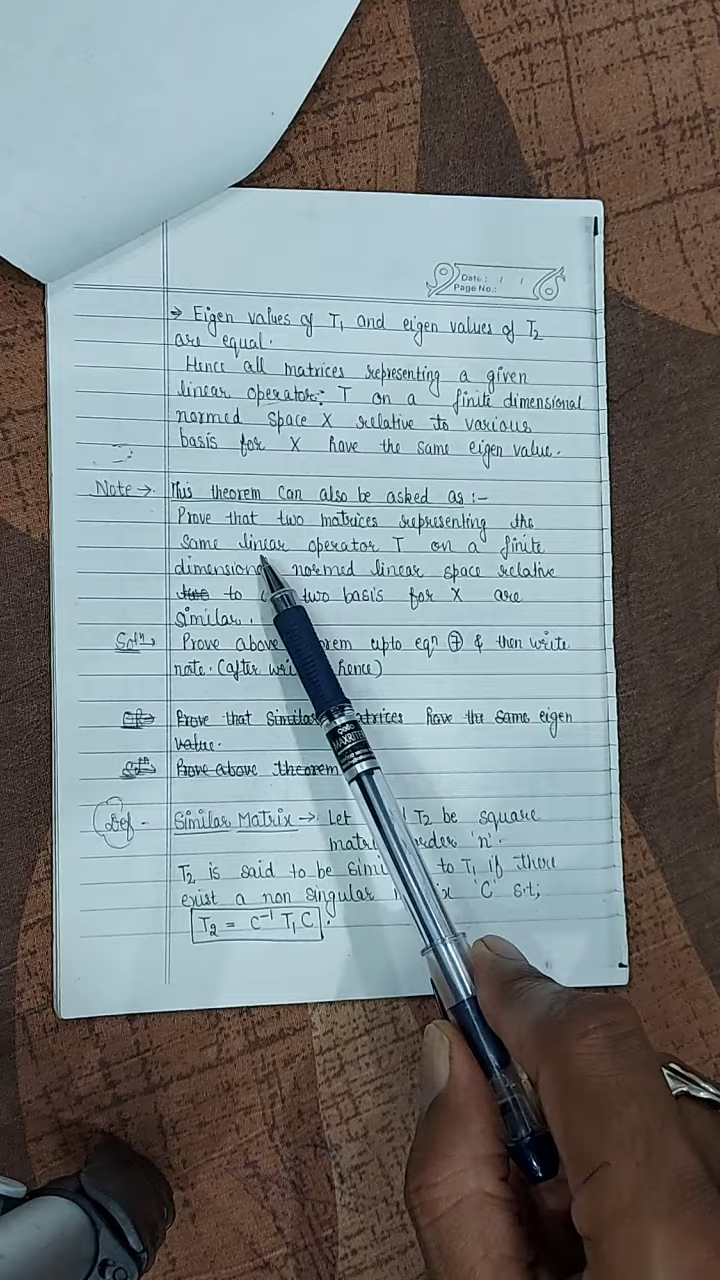 Date : / /
Page No.:
→ Eigen values of T1 and eigen values of T2
are equal.
Hence all matrices representing a given
linear operator: T on a finite dimensional
normed space X relative to various
basis for X have the same eigen value.
Note → This theorem can also be asked as :-
Prove that two matrices representing the
same linear operator T on a finite
dimension normed linear space relative
two to two basis for X are
similar.
Soln → Prove above upto eqn 7 & then write
note. (after hence)
Prove that similar matrices have the same eigen
value.
Soln Prove above theorem
Def - Similar Matrix → Let T2 be square
order 'n'.
T2 is said to be to T1 if there
exist a non singular 'C' s.t;
T2 = C⁻¹ T1 C.
cello
MAXRITER